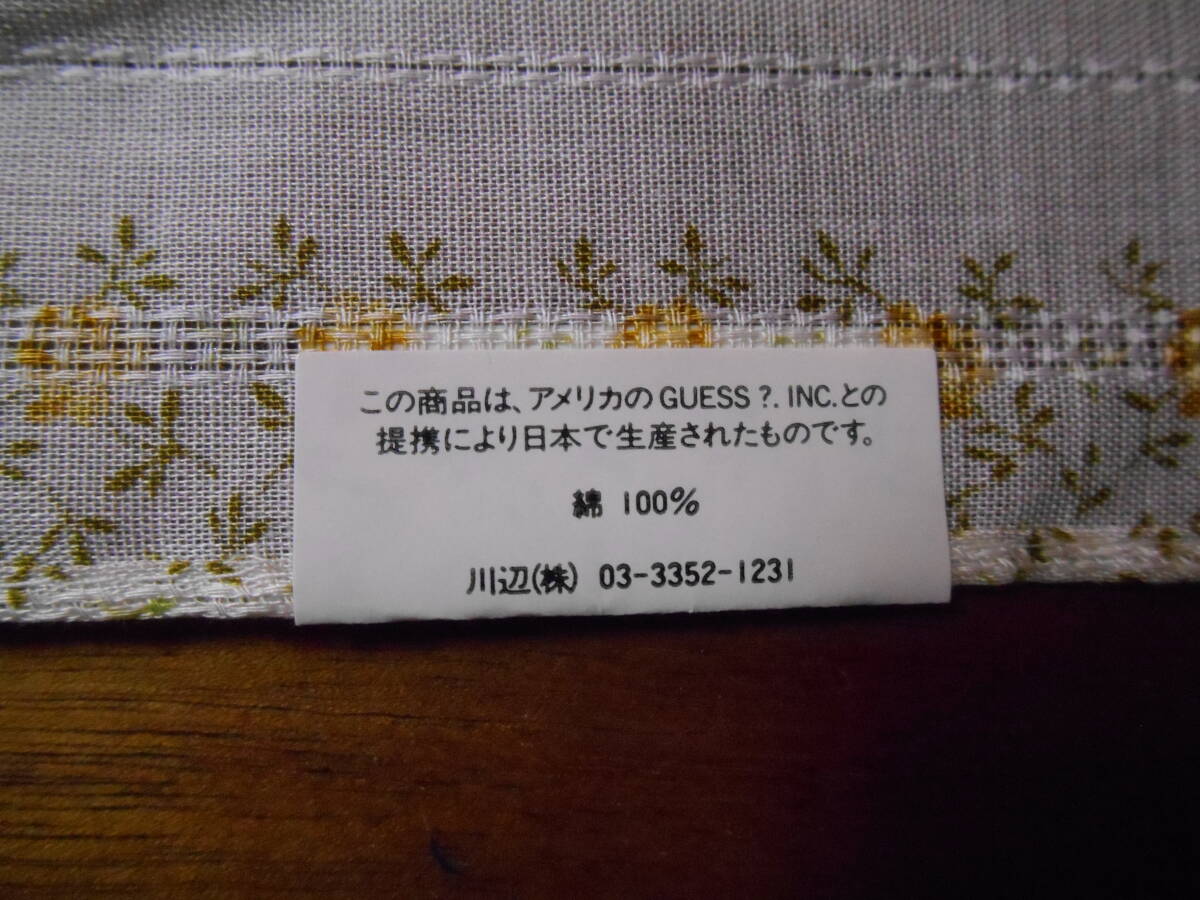 この商品は、アメリカのGUESS？. INC.との
提携により日本で生産されたものです。
綿 100%
川辺(株) 03-3352-1231